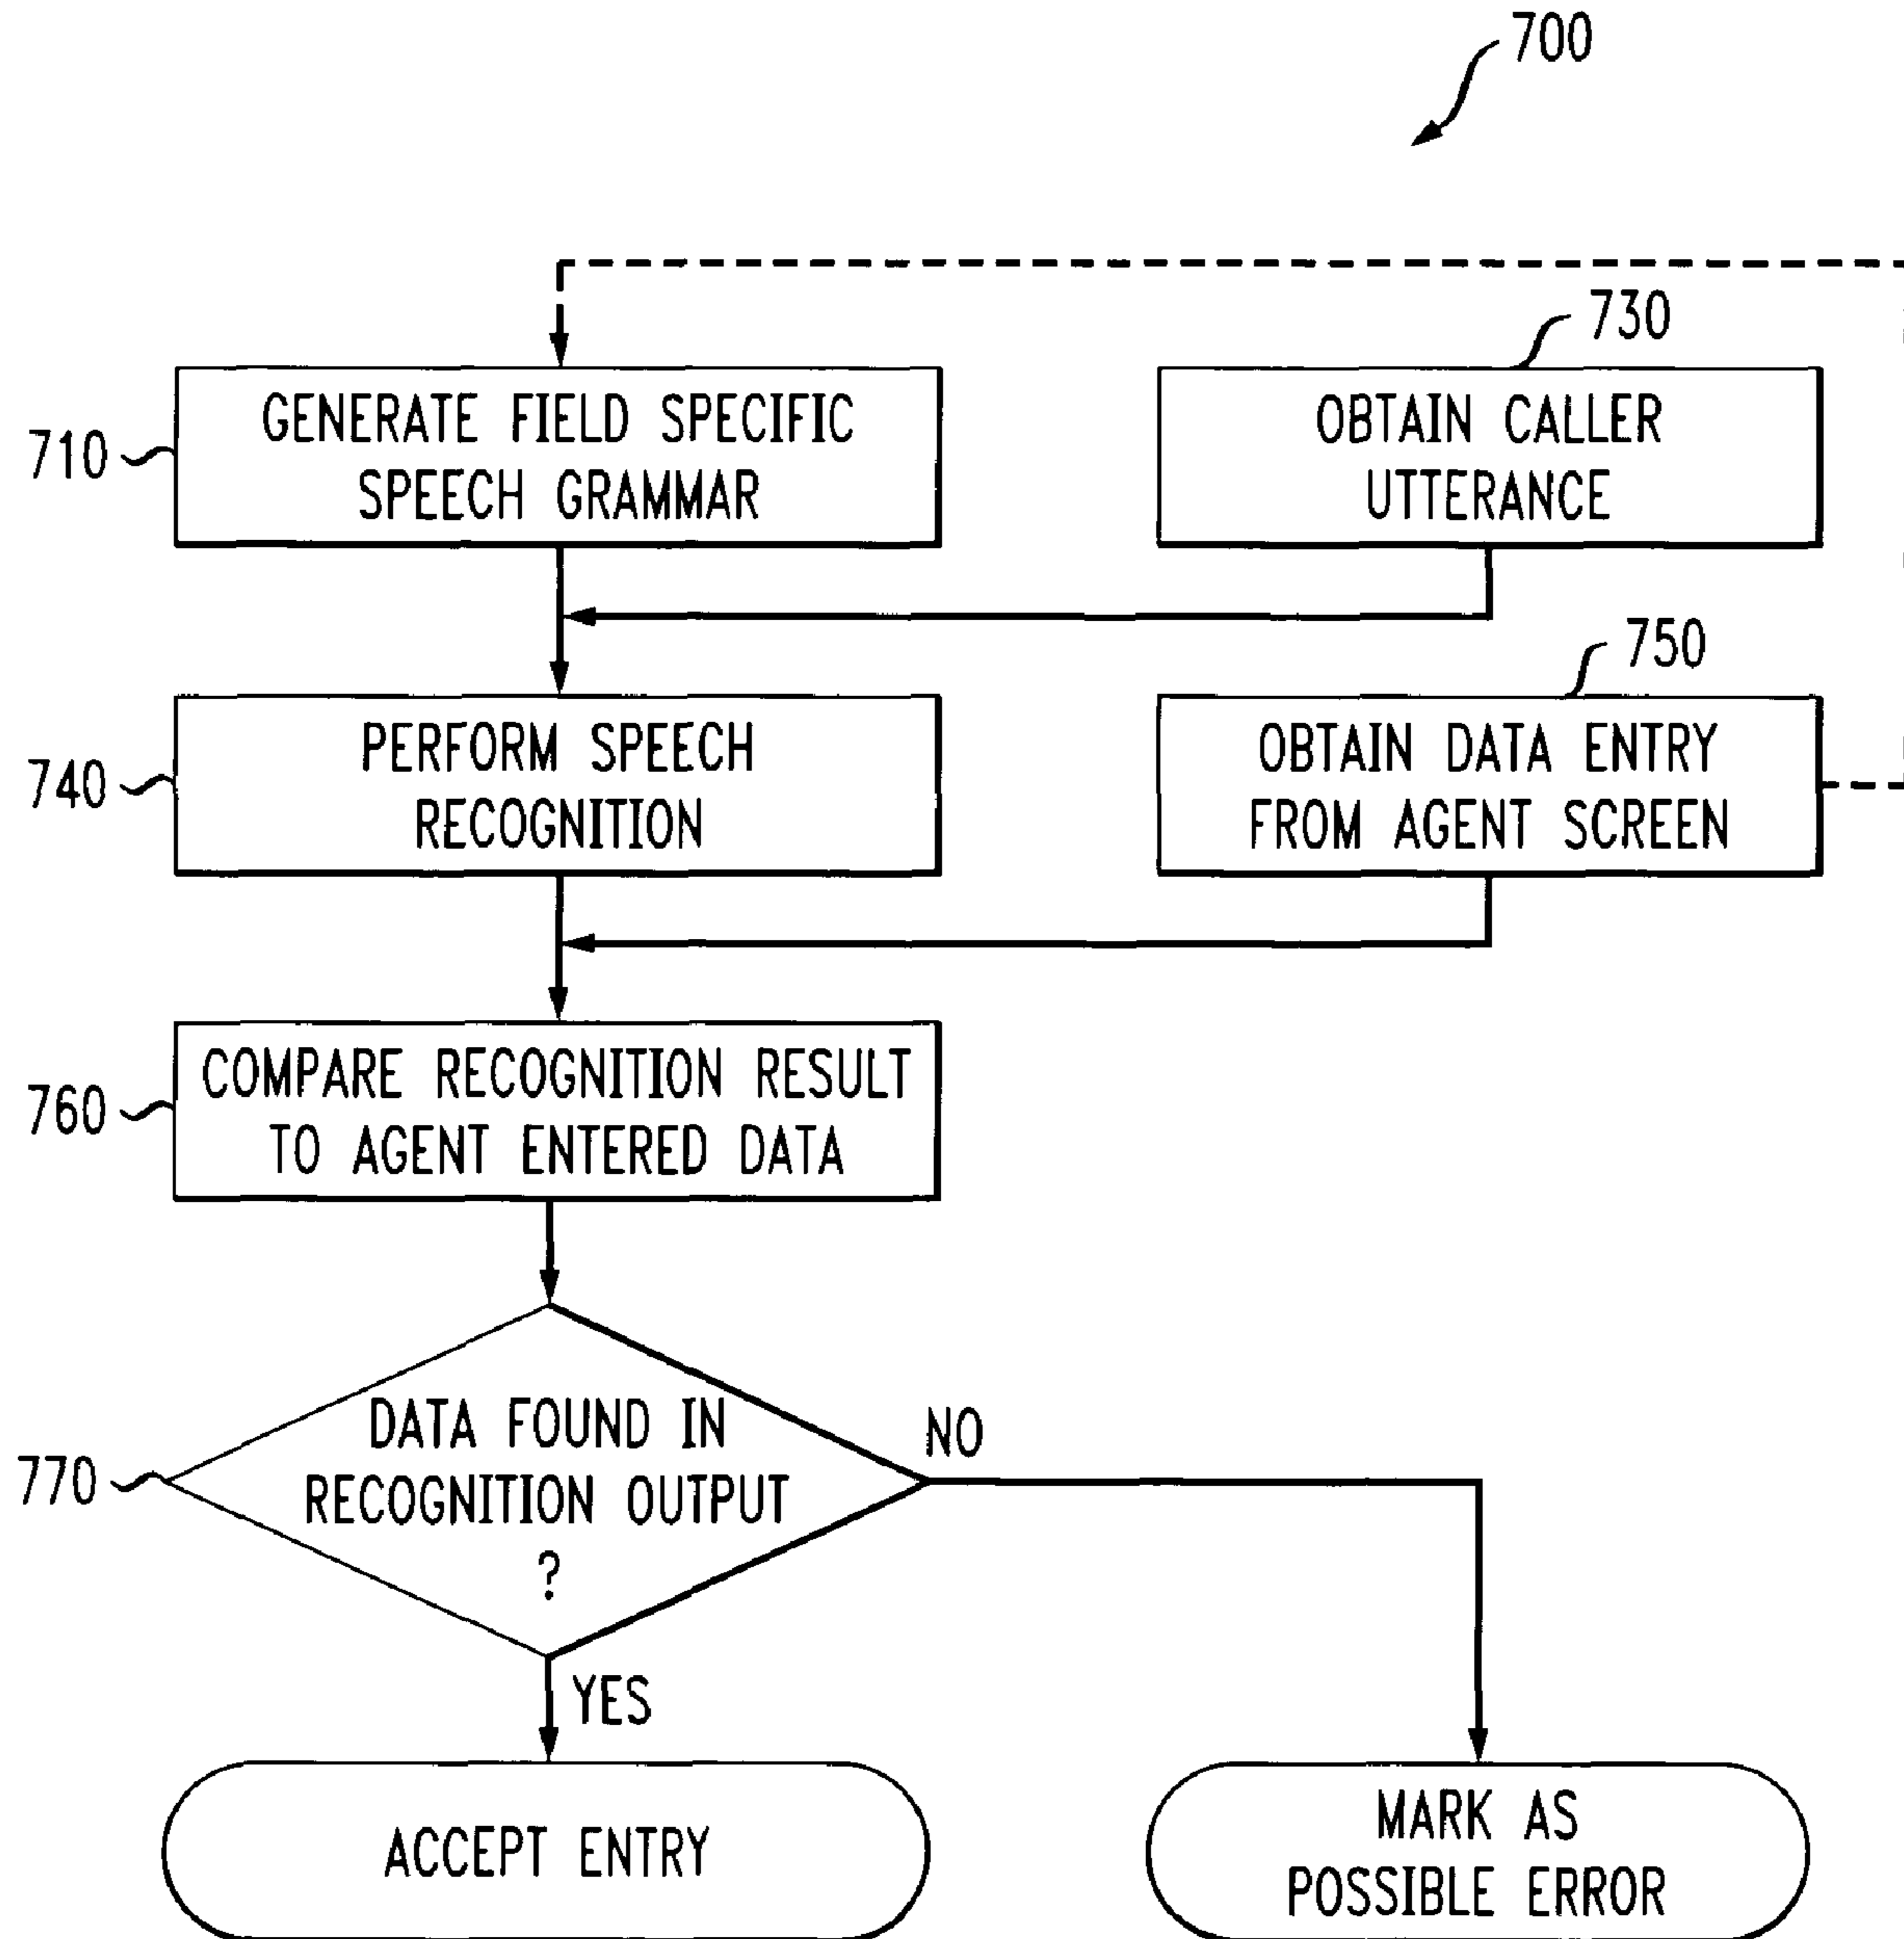 700
730
710
GENERATE FIELD SPECIFIC
SPEECH GRAMMAR
OBTAIN CALLER
UTTERANCE
750
740
PERFORM SPEECH
RECOGNITION
OBTAIN DATA ENTRY
FROM AGENT SCREEN
760
COMPARE RECOGNITION RESULT
TO AGENT ENTERED DATA
770
DATA FOUND IN
RECOGNITION OUTPUT
?
NO
YES
ACCEPT ENTRY
MARK AS
POSSIBLE ERROR